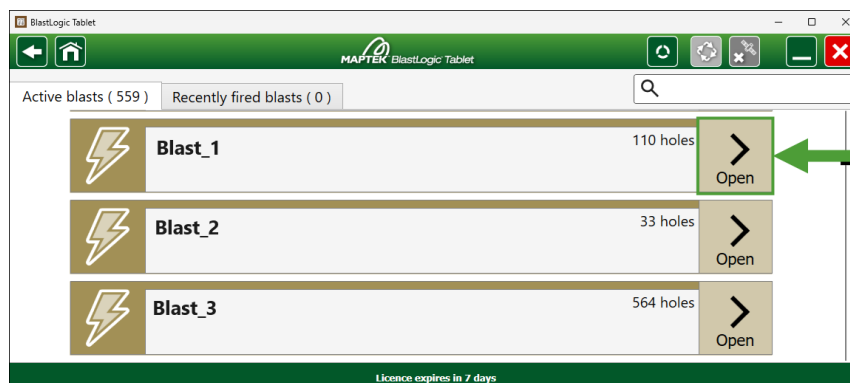 BlastLogic Tablet
MAPTEK BlastLogic Tablet
Active blasts ( 559 )
Recently fired blasts ( 0 )
Blast_1
110 holes
Open
Blast_2
33 holes
Open
Blast_3
564 holes
Open
Licence expires in 7 days